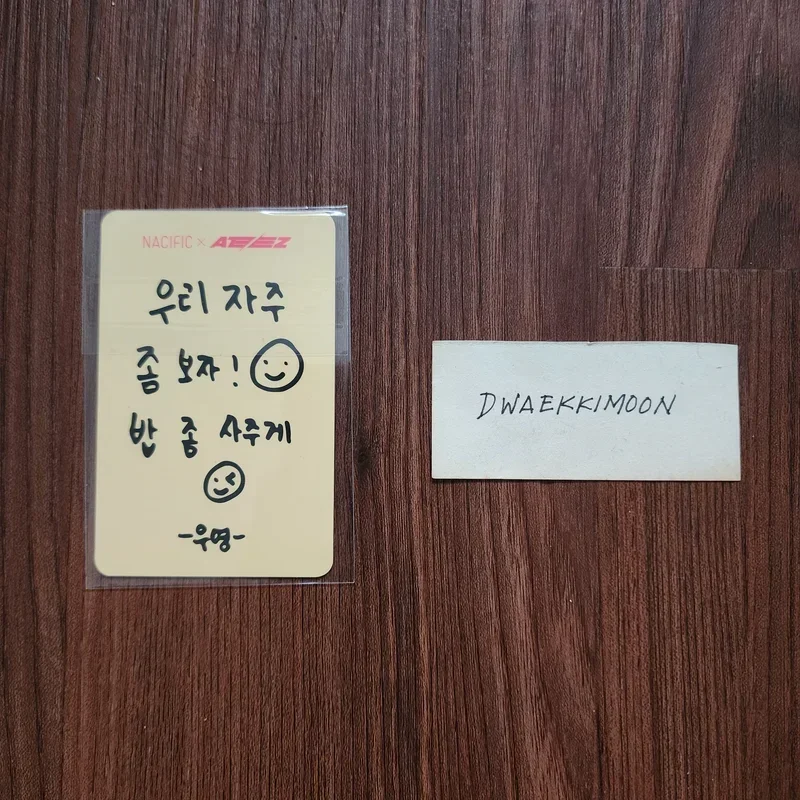 NACIFIC × ATEEZ
우리 자주
좀 보자!
밥 좀 사주게
-우영-
DWAEKKIMOON